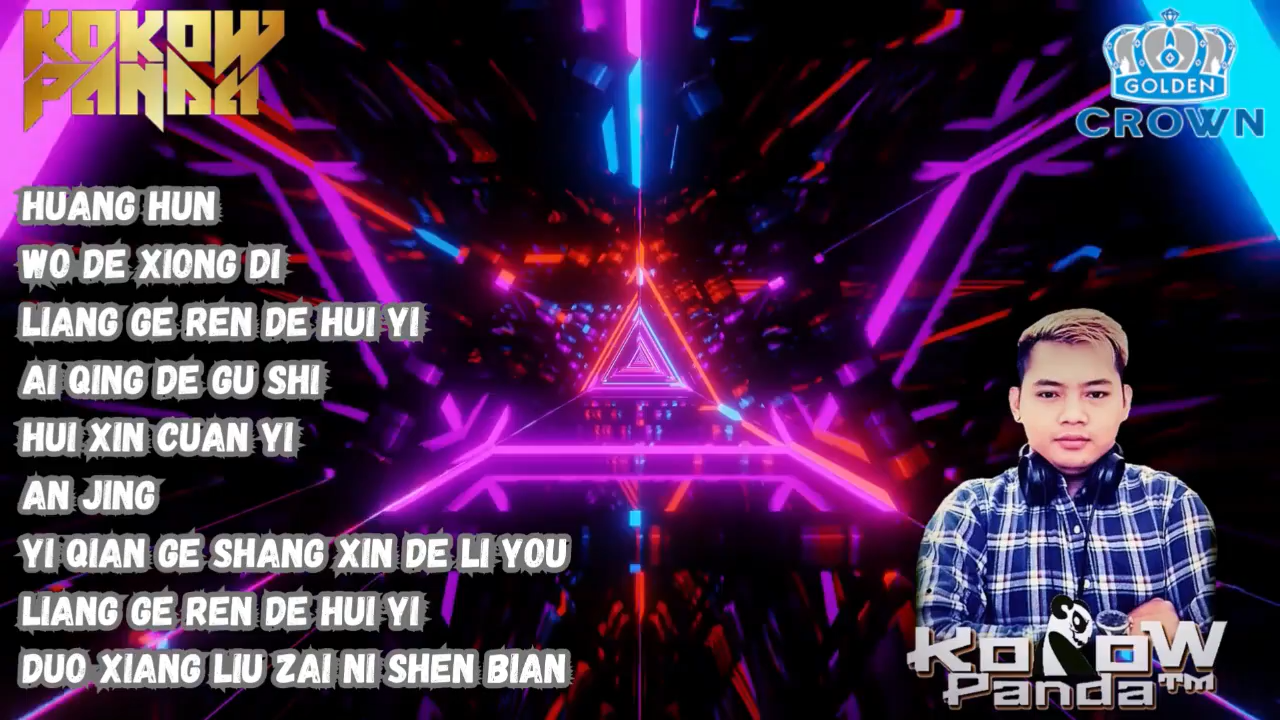 KOKOW
PANDA
GOLDEN
CROWN
HUANG HUN
WO DE XIONG DI
LIANG GE REN DE HUI YI
AI QING DE GU SHI
HUI XIN CUAN YI
AN JING
YI QIAN GE SHANG XIN DE LI YOU
LIANG GE REN DE HUI YI
DUO XIANG LIU ZAI NI SHEN BIAN
KoKoW
Panda™